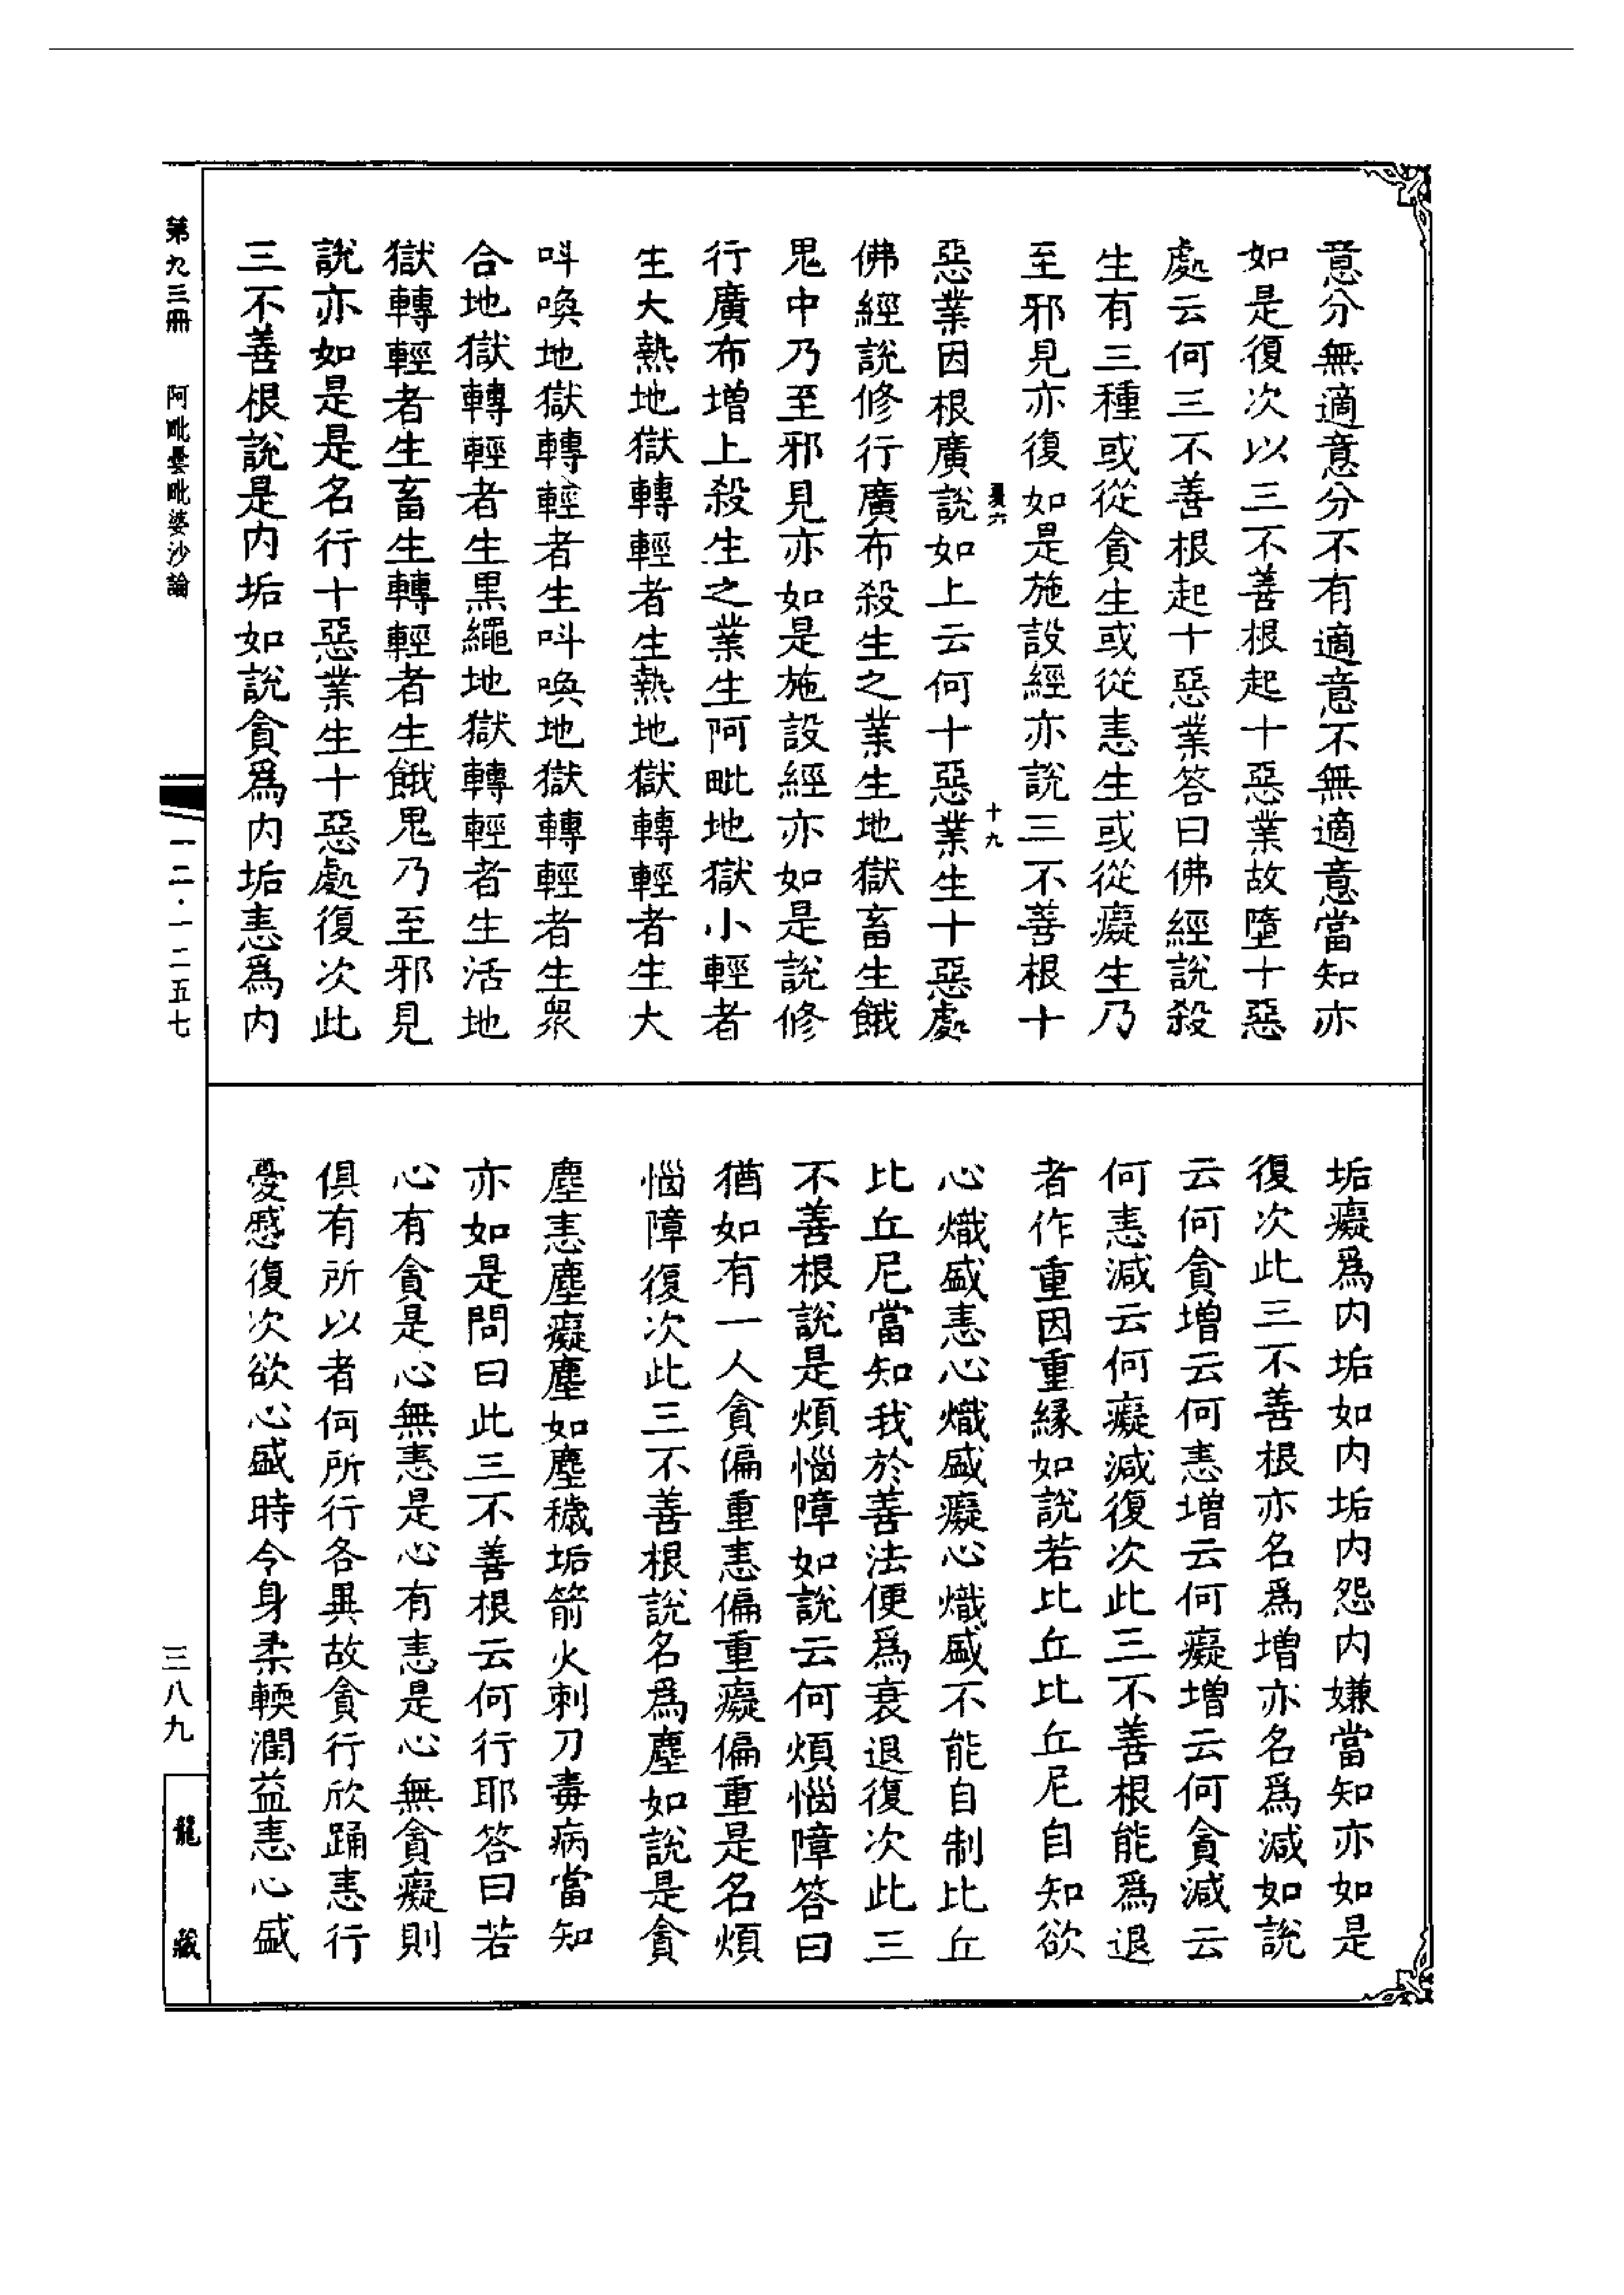 意分無適意分不有適意不無適意當知亦
如是復次以三不善根起十惡業故墮十惡
處云何三不善根起十惡業答曰佛經說殺
生有三種或從貪生或從恚生或從癡生乃
至邪見亦復如是施設經亦說三不善根十
十九
惡業因根廣說如上云何十惡業生十惡處
佛經說修行廣布殺生之業生地獄畜生餓
鬼中乃至邪見亦如是施設經亦如是說修
行廣布增上殺生之業生阿毗地獄小輕者
生大熱地獄轉輕者生熱地獄轉輕者生大
呌喚地獄轉輕者生呌喚地獄轉輕者生衆
合地獄轉輕者生黑繩地獄轉輕者生活地
獄轉輕者生畜生轉輕者生餓鬼乃至邪見
說亦如是是名行十惡業生十惡處復次此
三不善根說是内垢如說貪爲内垢恚爲内
垢癡爲内垢如内垢内怨内嫌當知亦如是
復次此三不善根亦名爲增亦名爲減如說
云何貪增云何恚增云何癡增云何貪減云
何恚減云何癡減復次此三不善根能爲退
者作重因重緣如說若比丘比丘尼自知欲
心熾盛恚心熾盛癡心熾盛不能自制比丘
比丘尼當知我於善法便爲衰退復次此三
不善根說是煩惱障如說云何煩惱障答曰
猶如有一人貪偏重恚偏重癡偏重是名煩
惱障復次此三不善根說名爲塵如說是貪
塵恚塵癡塵如塵穢垢箭火刺刀毒病當知
亦如是問曰此三不善根云何行耶答曰若
心有貪是心無恚是心有恚是心無貪癡則
俱有所以者何所行各異故貪行欣踊恚行
憂慼復次欲心盛時令身柔輭潤益恚心盛
第九三冊 阿毗曇毗婆沙論
一二·一二五七
三八九
龍藏